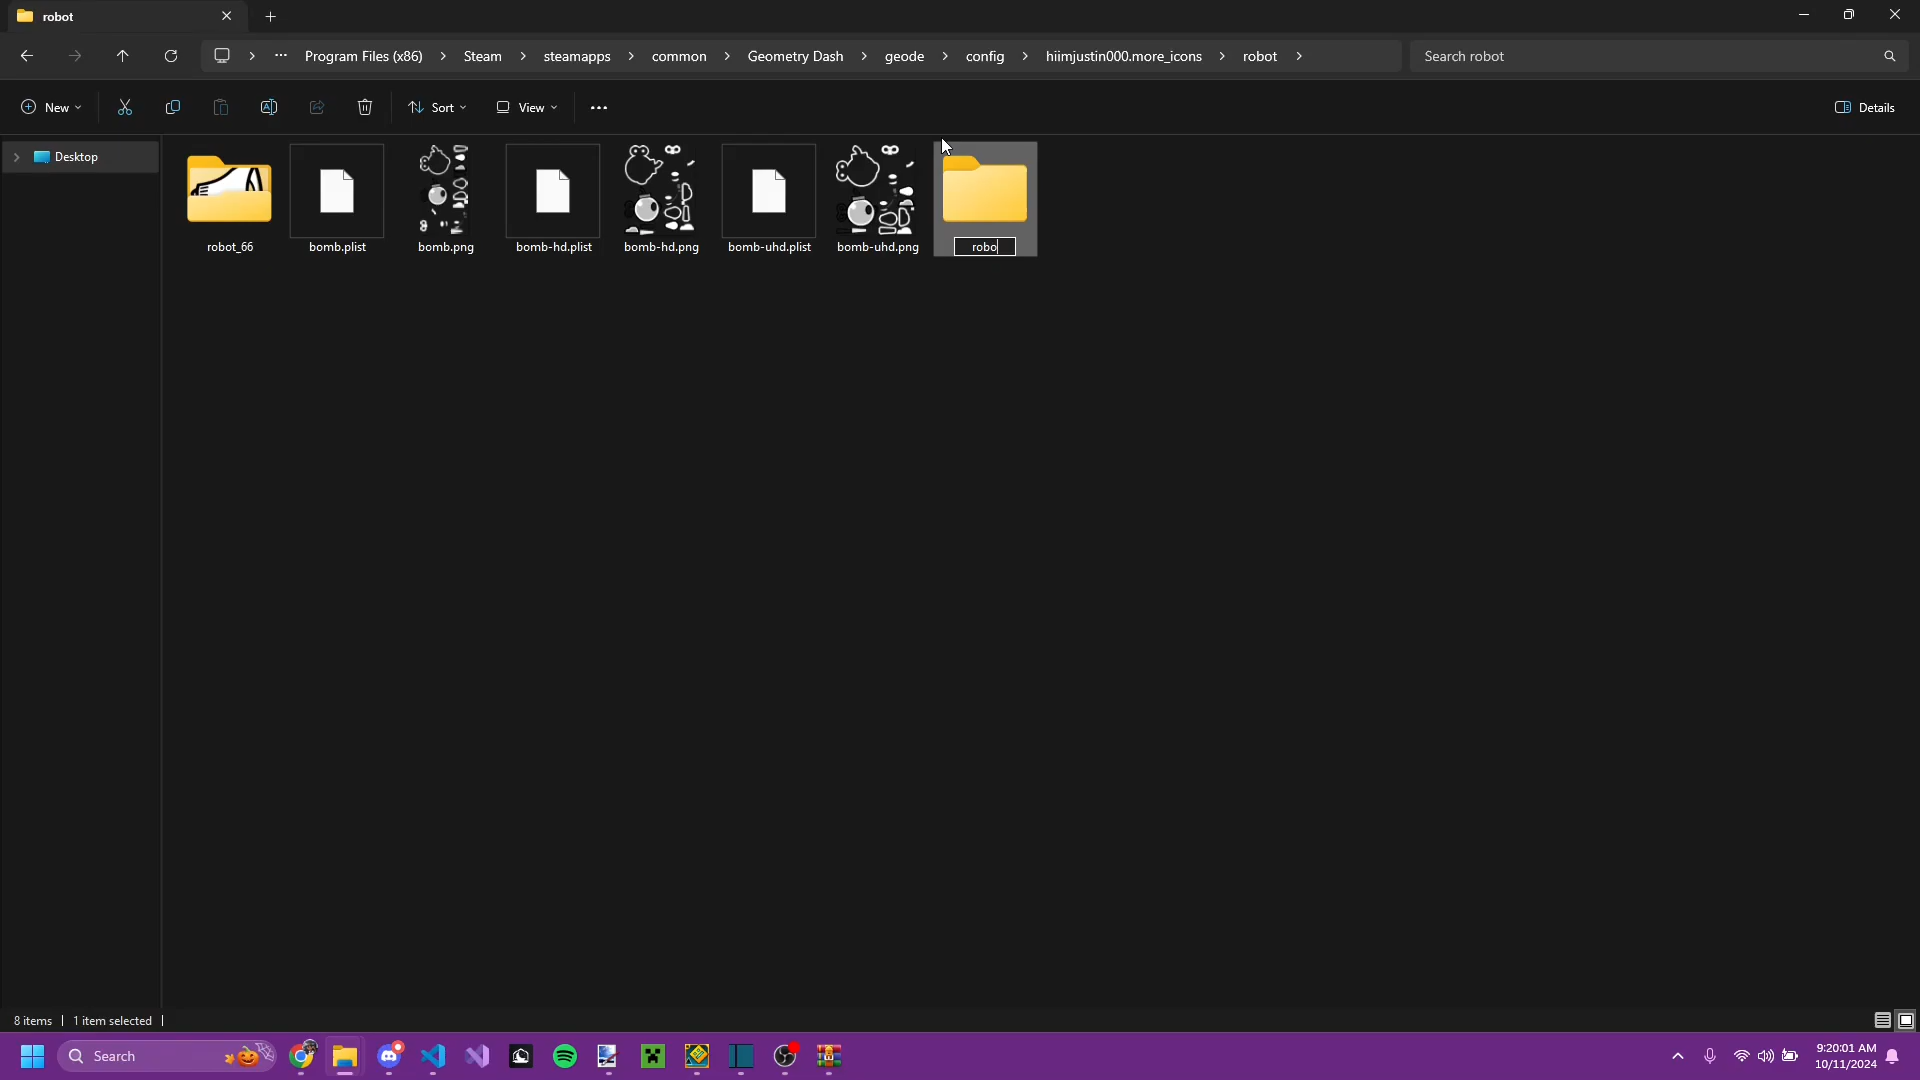 robot
Program Files (x86) Steam steamapps common Geometry Dash geode config hiimjustin000.more_icons robot
Search robot
New Sort View Details
Desktop
robot_66 bomb.plist bomb.png bomb-hd.plist bomb-hd.png bomb-uhd.plist bomb-uhd.png robo
8 items 1 item selected
Search
9:20:01 AM
10/11/2024